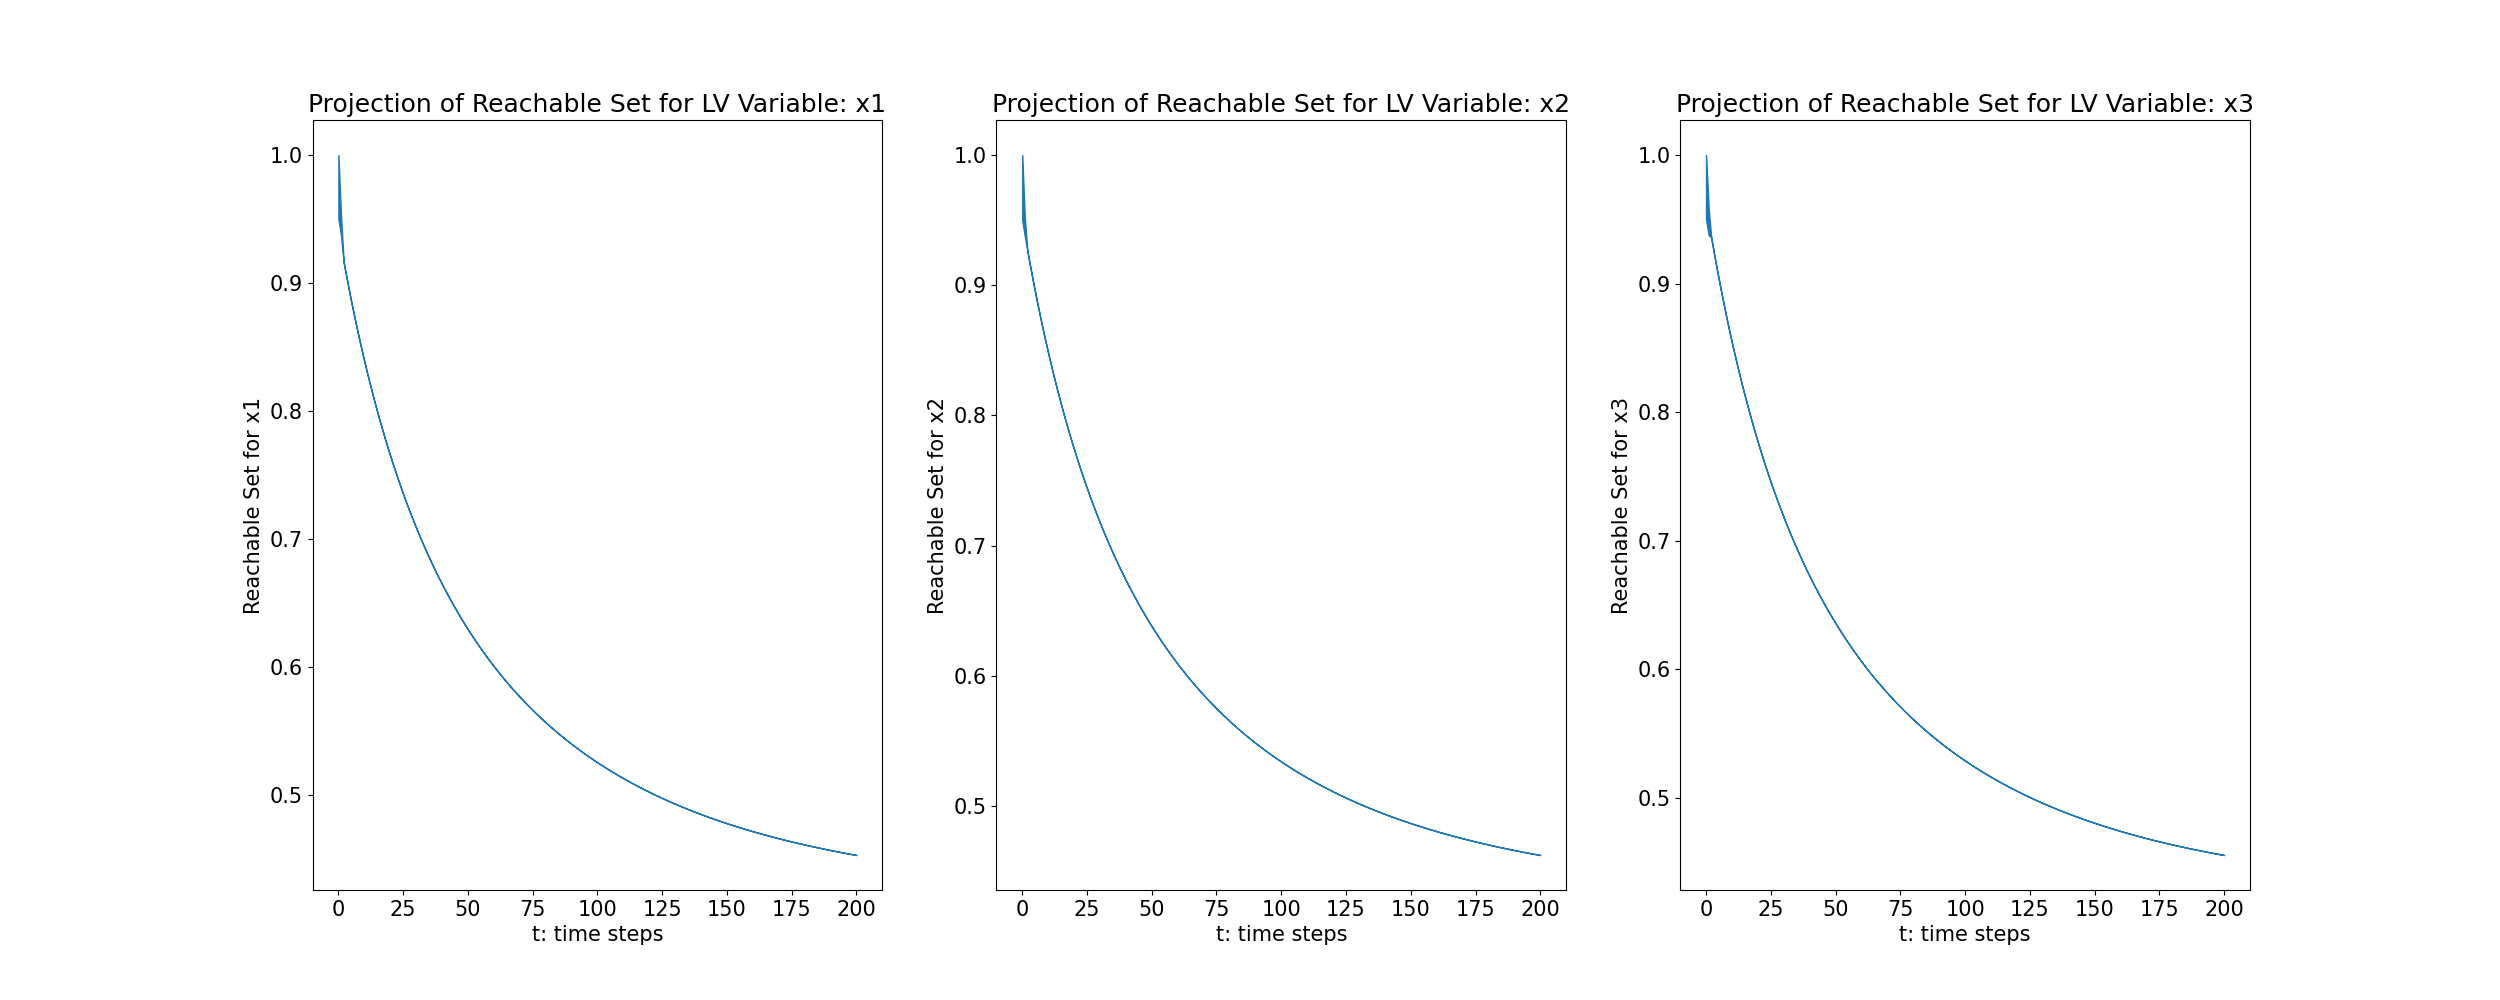 Projection of Reachable Set for LV Variable: x1
Reachable Set for x1
1.0
0.9
0.8
0.7
0.6
0.5
0 25 50 75 100 125 150 175 200
t: time steps
Projection of Reachable Set for LV Variable: x2
Reachable Set for x2
1.0
0.9
0.8
0.7
0.6
0.5
0 25 50 75 100 125 150 175 200
t: time steps
Projection of Reachable Set for LV Variable: x3
Reachable Set for x3
1.0
0.9
0.8
0.7
0.6
0.5
0 25 50 75 100 125 150 175 200
t: time steps